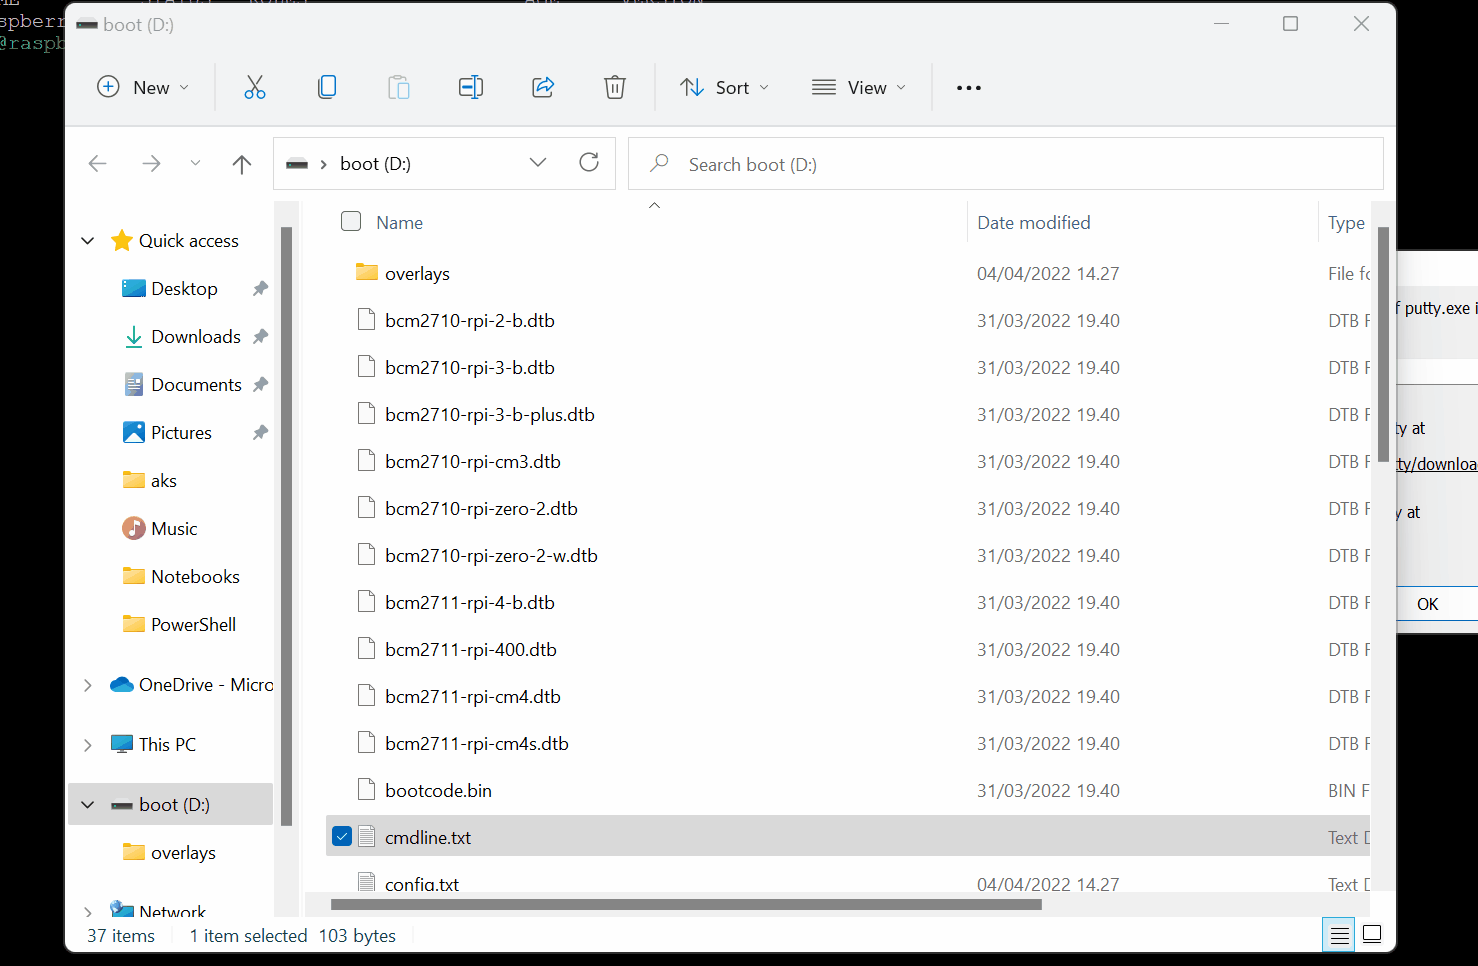 spberr
@raspb
boot (D:)
New
Sort
View
boot (D:)
Search boot (D:)
Name
Date modified
Type
Quick access
Desktop
Downloads
Documents
Pictures
aks
Music
Notebooks
PowerShell
OneDrive - Micro
This PC
boot (D:)
overlays
Network
overlays
04/04/2022 14.27
File fo
bcm2710-rpi-2-b.dtb
31/03/2022 19.40
DTB F
bcm2710-rpi-3-b.dtb
31/03/2022 19.40
DTB F
bcm2710-rpi-3-b-plus.dtb
31/03/2022 19.40
DTB F
bcm2710-rpi-cm3.dtb
31/03/2022 19.40
DTB F
bcm2710-rpi-zero-2.dtb
31/03/2022 19.40
DTB F
bcm2710-rpi-zero-2-w.dtb
31/03/2022 19.40
DTB F
bcm2711-rpi-4-b.dtb
31/03/2022 19.40
DTB F
bcm2711-rpi-400.dtb
31/03/2022 19.40
DTB F
bcm2711-rpi-cm4.dtb
31/03/2022 19.40
DTB F
bcm2711-rpi-cm4s.dtb
31/03/2022 19.40
DTB F
bootcode.bin
31/03/2022 19.40
BIN F
cmdline.txt
Text D
config.txt
04/04/2022 14.27
Text D
37 items
1 item selected 103 bytes
f putty.exe i
ty at
tty/downloa
y at
OK